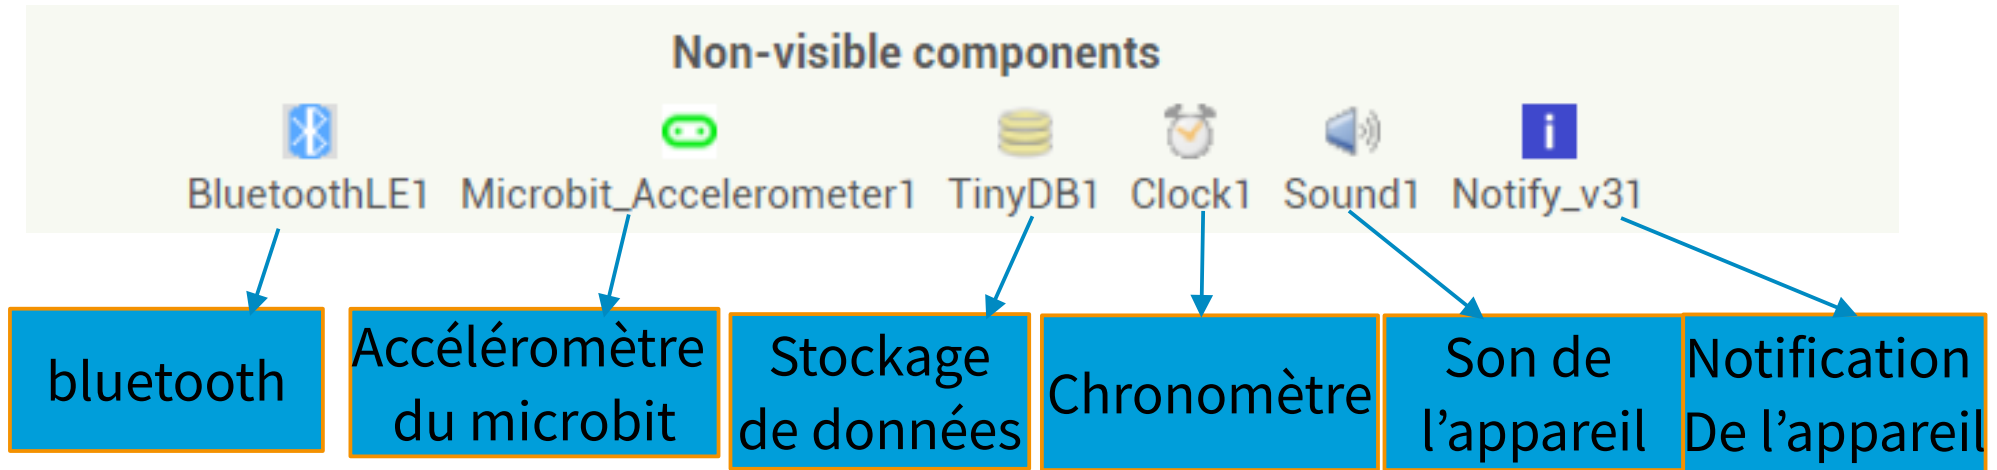 Non-visible components
BluetoothLE1 Microbit_Accelerometer1 TinyDB1 Clock1 Sound1 Notify_v31
bluetooth
Accéléromètre
du microbit
Stockage
de données
Chronomètre
Son de
l’appareil
Notification
De l’appareil